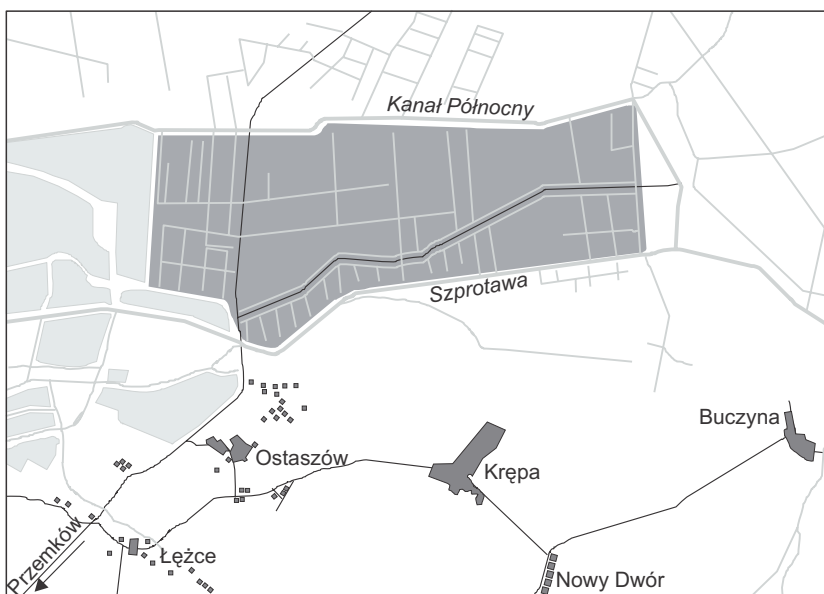 Kanał Północny
Szprotawa
Buczyna
Ostaszów
Krępa
Przemków
Łężce
Nowy Dwór